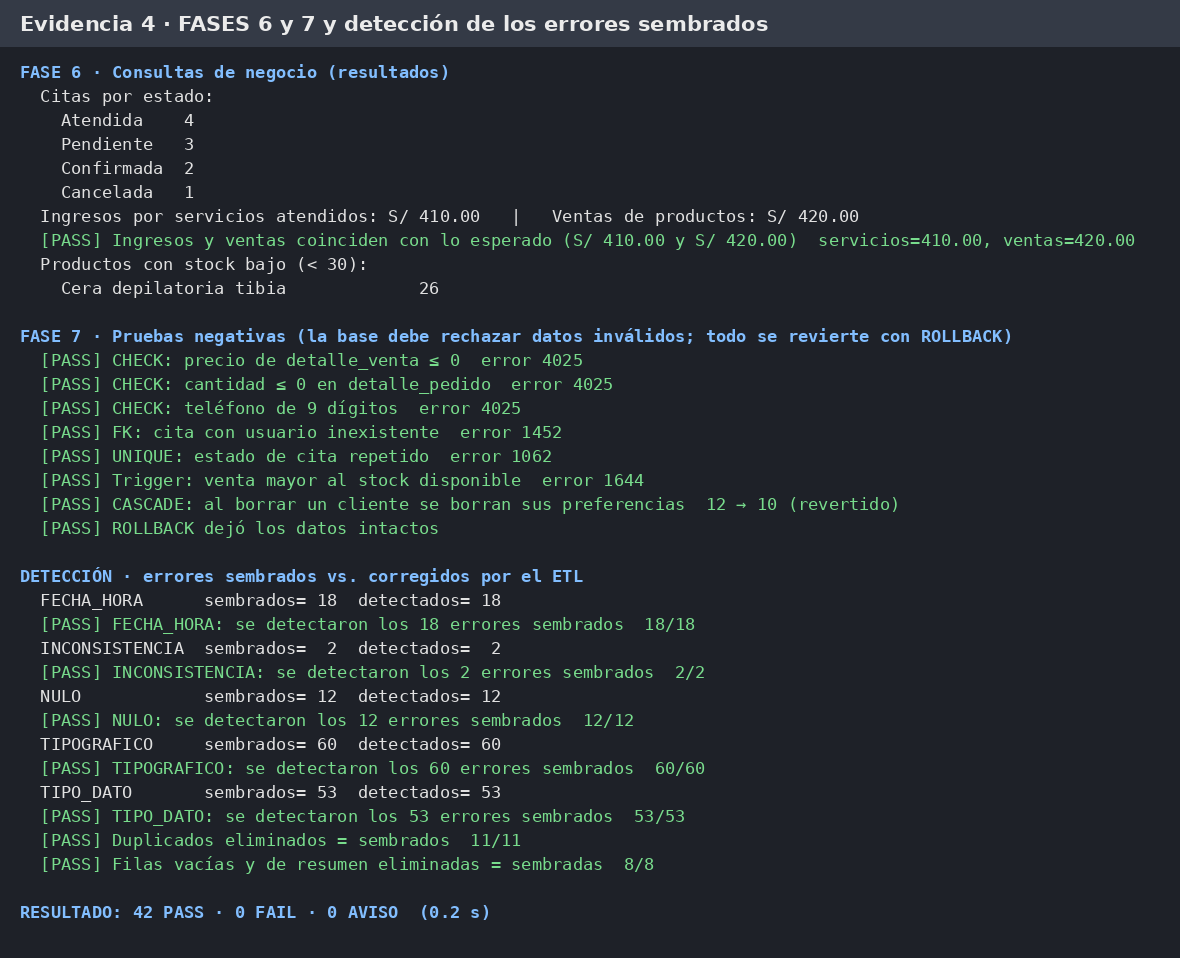 Evidencia 4 · FASES 6 y 7 y detección de los errores sembrados
FASE 6 · Consultas de negocio (resultados)
Citas por estado:
Atendida    4
Pendiente   3
Confirmada  2
Cancelada   1
Ingresos por servicios atendidos: S/ 410.00   |   Ventas de productos: S/ 420.00
[PASS] Ingresos y ventas coinciden con lo esperado (S/ 410.00 y S/ 420.00)  servicios=410.00, ventas=420.00
Productos con stock bajo (< 30):
Cera depilatoria tibia             26
FASE 7 · Pruebas negativas (la base debe rechazar datos inválidos; todo se revierte con ROLLBACK)
[PASS] CHECK: precio de detalle_venta ≤ 0  error 4025
[PASS] CHECK: cantidad ≤ 0 en detalle_pedido  error 4025
[PASS] CHECK: teléfono de 9 dígitos  error 4025
[PASS] FK: cita con usuario inexistente  error 1452
[PASS] UNIQUE: estado de cita repetido  error 1062
[PASS] Trigger: venta mayor al stock disponible  error 1644
[PASS] CASCADE: al borrar un cliente se borran sus preferencias  12 → 10 (revertido)
[PASS] ROLLBACK dejó los datos intactos
DETECCIÓN · errores sembrados vs. corregidos por el ETL
FECHA_HORA      sembrados= 18  detectados= 18
[PASS] FECHA_HORA: se detectaron los 18 errores sembrados  18/18
INCONSISTENCIA  sembrados=  2  detectados=  2
[PASS] INCONSISTENCIA: se detectaron los 2 errores sembrados  2/2
NULO            sembrados= 12  detectados= 12
[PASS] NULO: se detectaron los 12 errores sembrados  12/12
TIPOGRAFICO     sembrados= 60  detectados= 60
[PASS] TIPOGRAFICO: se detectaron los 60 errores sembrados  60/60
TIPO_DATO       sembrados= 53  detectados= 53
[PASS] TIPO_DATO: se detectaron los 53 errores sembrados  53/53
[PASS] Duplicados eliminados = sembrados  11/11
[PASS] Filas vacías y de resumen eliminadas = sembradas  8/8
RESULTADO: 42 PASS · 0 FAIL · 0 AVISO  (0.2 s)